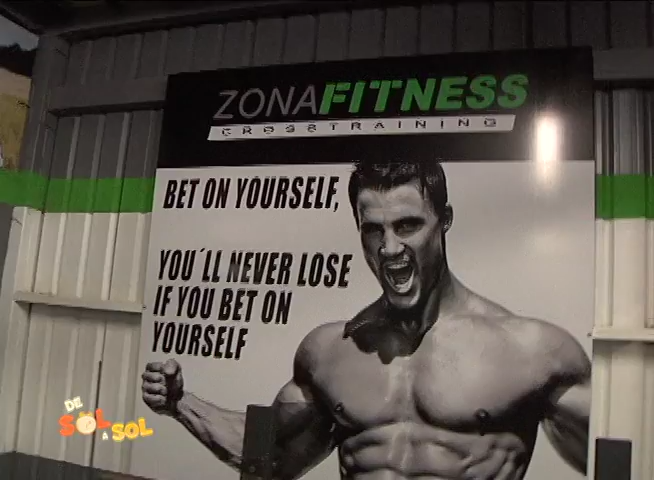 ZONAFITNESS
CROSSTRAINING
BET ON YOURSELF,
YOU´LL NEVER LOSE
IF YOU BET ON
YOURSELF
DE
SOL
A
SOL